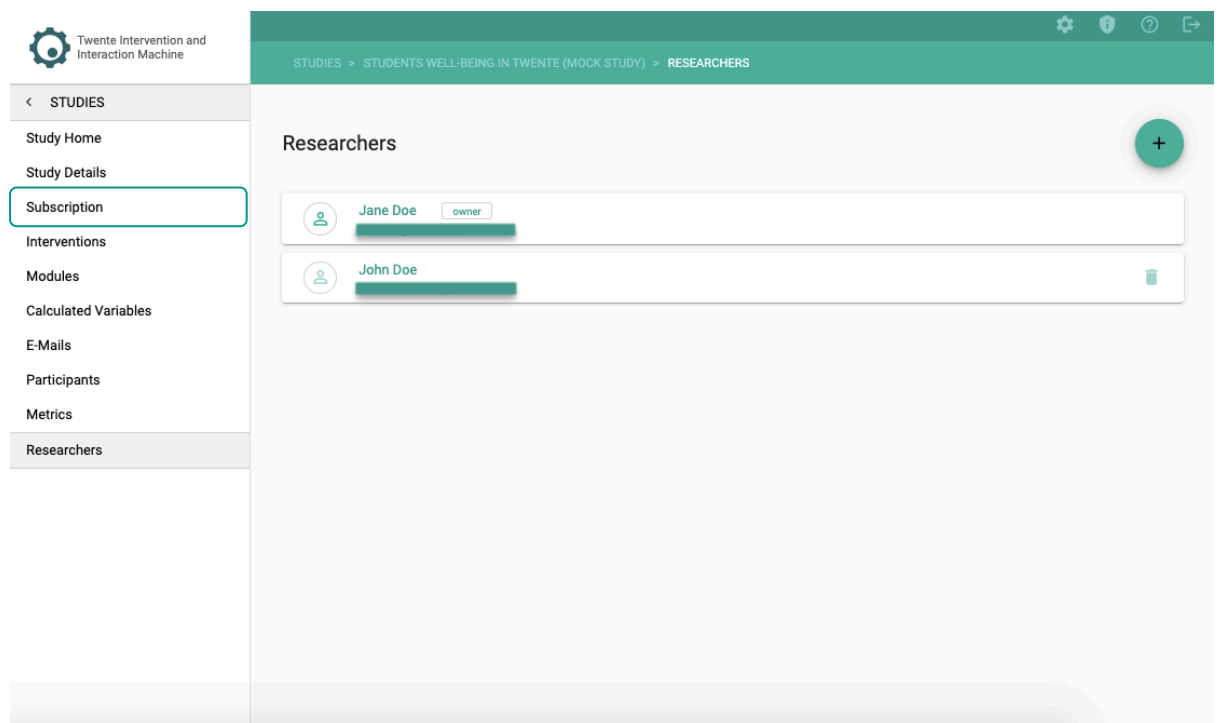 Twente Intervention and
Interaction Machine
STUDIES > STUDENTS WELL-BEING IN TWENTE (MOCK STUDY) > RESEARCHERS
< STUDIES
Study Home
Study Details
Subscription
Interventions
Modules
Calculated Variables
E-Mails
Participants
Metrics
Researchers
Researchers
+
Jane Doe owner
John Doe